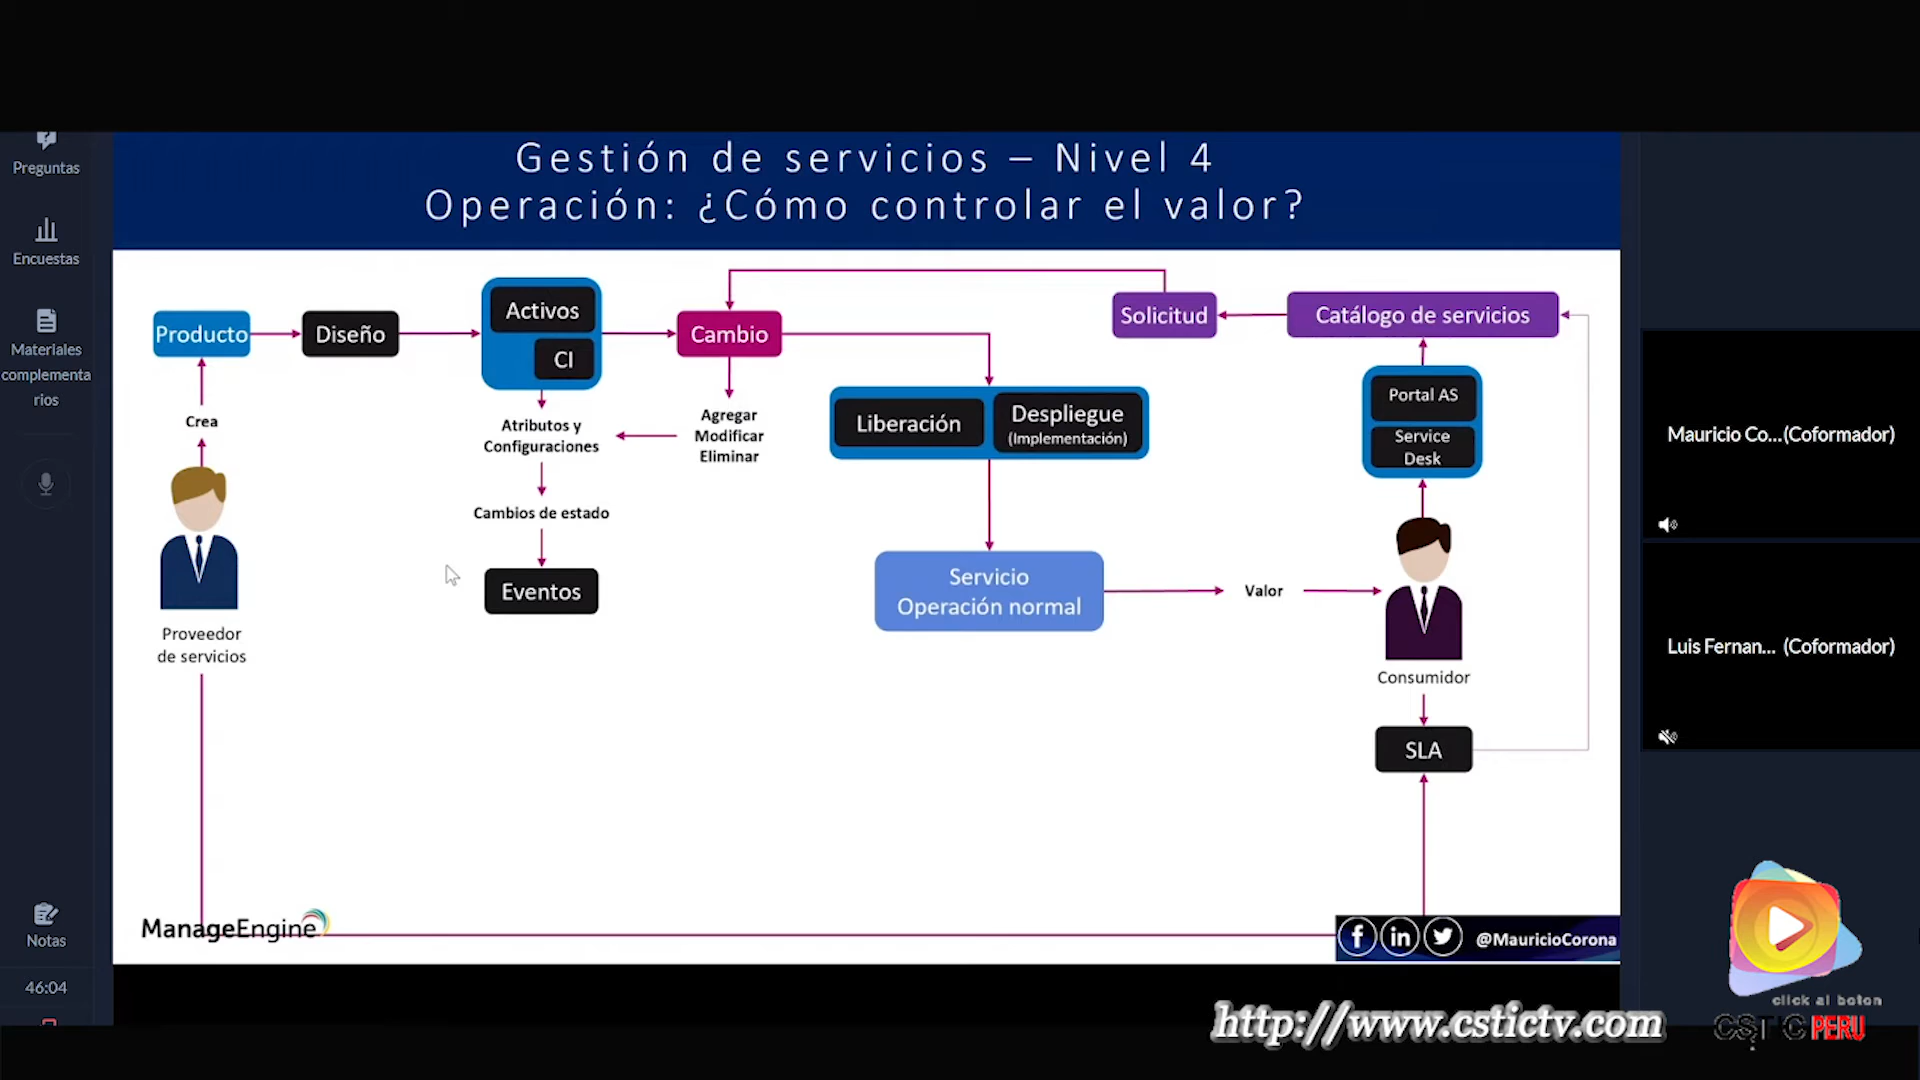 Preguntas
Encuestas
Materiales
complementa
rios
Notas
46:04
Gestión de servicios – Nivel 4
Operación: ¿Cómo controlar el valor?
Producto
Diseño
Activos
CI
Cambio
Solicitud
Catálogo de servicios
Crea
Atributos y
Configuraciones
Agregar
Modificar
Eliminar
Liberación
Despliegue
(Implementación)
Portal AS
Service
Desk
Cambios de estado
Eventos
Servicio
Operación normal
Valor
Proveedor
de servicios
Consumidor
SLA
ManageEngine
@MauricioCorona
Mauricio Co...(Coformador)
Luis Fernan... (Coformador)
click al boton
CSTIC PERU
http://www.cstictv.com